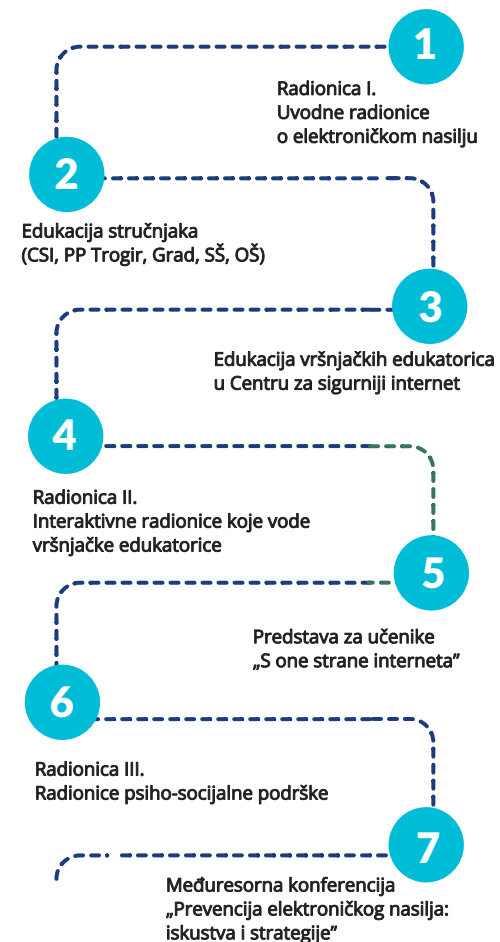 1
Radionica I.
Uvodne radionice
o elektroničkom nasilju
2
Edukacija stručnjaka
(CSI, PP Trogir, Grad, SŠ, OŠ)
3
Edukacija vršnjačkih edukatorica
u Centru za sigurniji internet
4
Radionica II.
Interaktivne radionice koje vode
vršnjačke edukatorice
5
Predstava za učenike
„S one strane interneta”
6
Radionica III.
Radionice psiho-socijalne podrške
7
Međuresorna konferencija
„Prevencija elektroničkog nasilja:
iskustva i strategije”